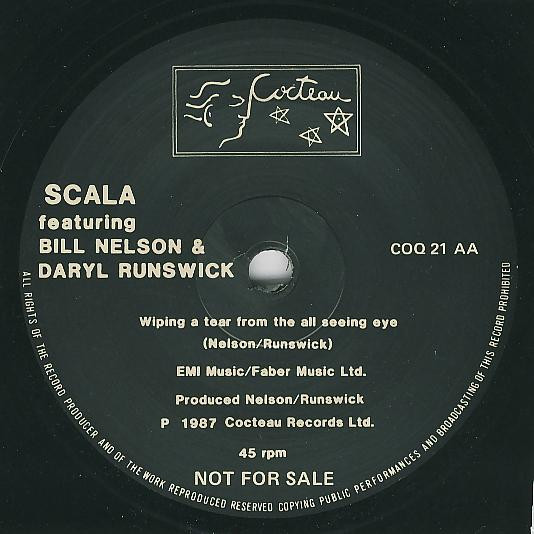 Cocteau
SCALA
featuring
BILL NELSON &
DARYL RUNSWICK
COQ 21 AA
Wiping a tear from the all seeing eye
(Nelson/Runswick)
EMI Music/Faber Music Ltd.
Produced Nelson/Runswick
P 1987 Cocteau Records Ltd.
45 rpm
NOT FOR SALE
ALL RIGHTS OF THE RECORD PRODUCER AND OF THE WORK REPRODUCED RESERVED COPYING PUBLIC PERFORMANCES AND BROADCASTING OF THIS RECORD PROHIBITED